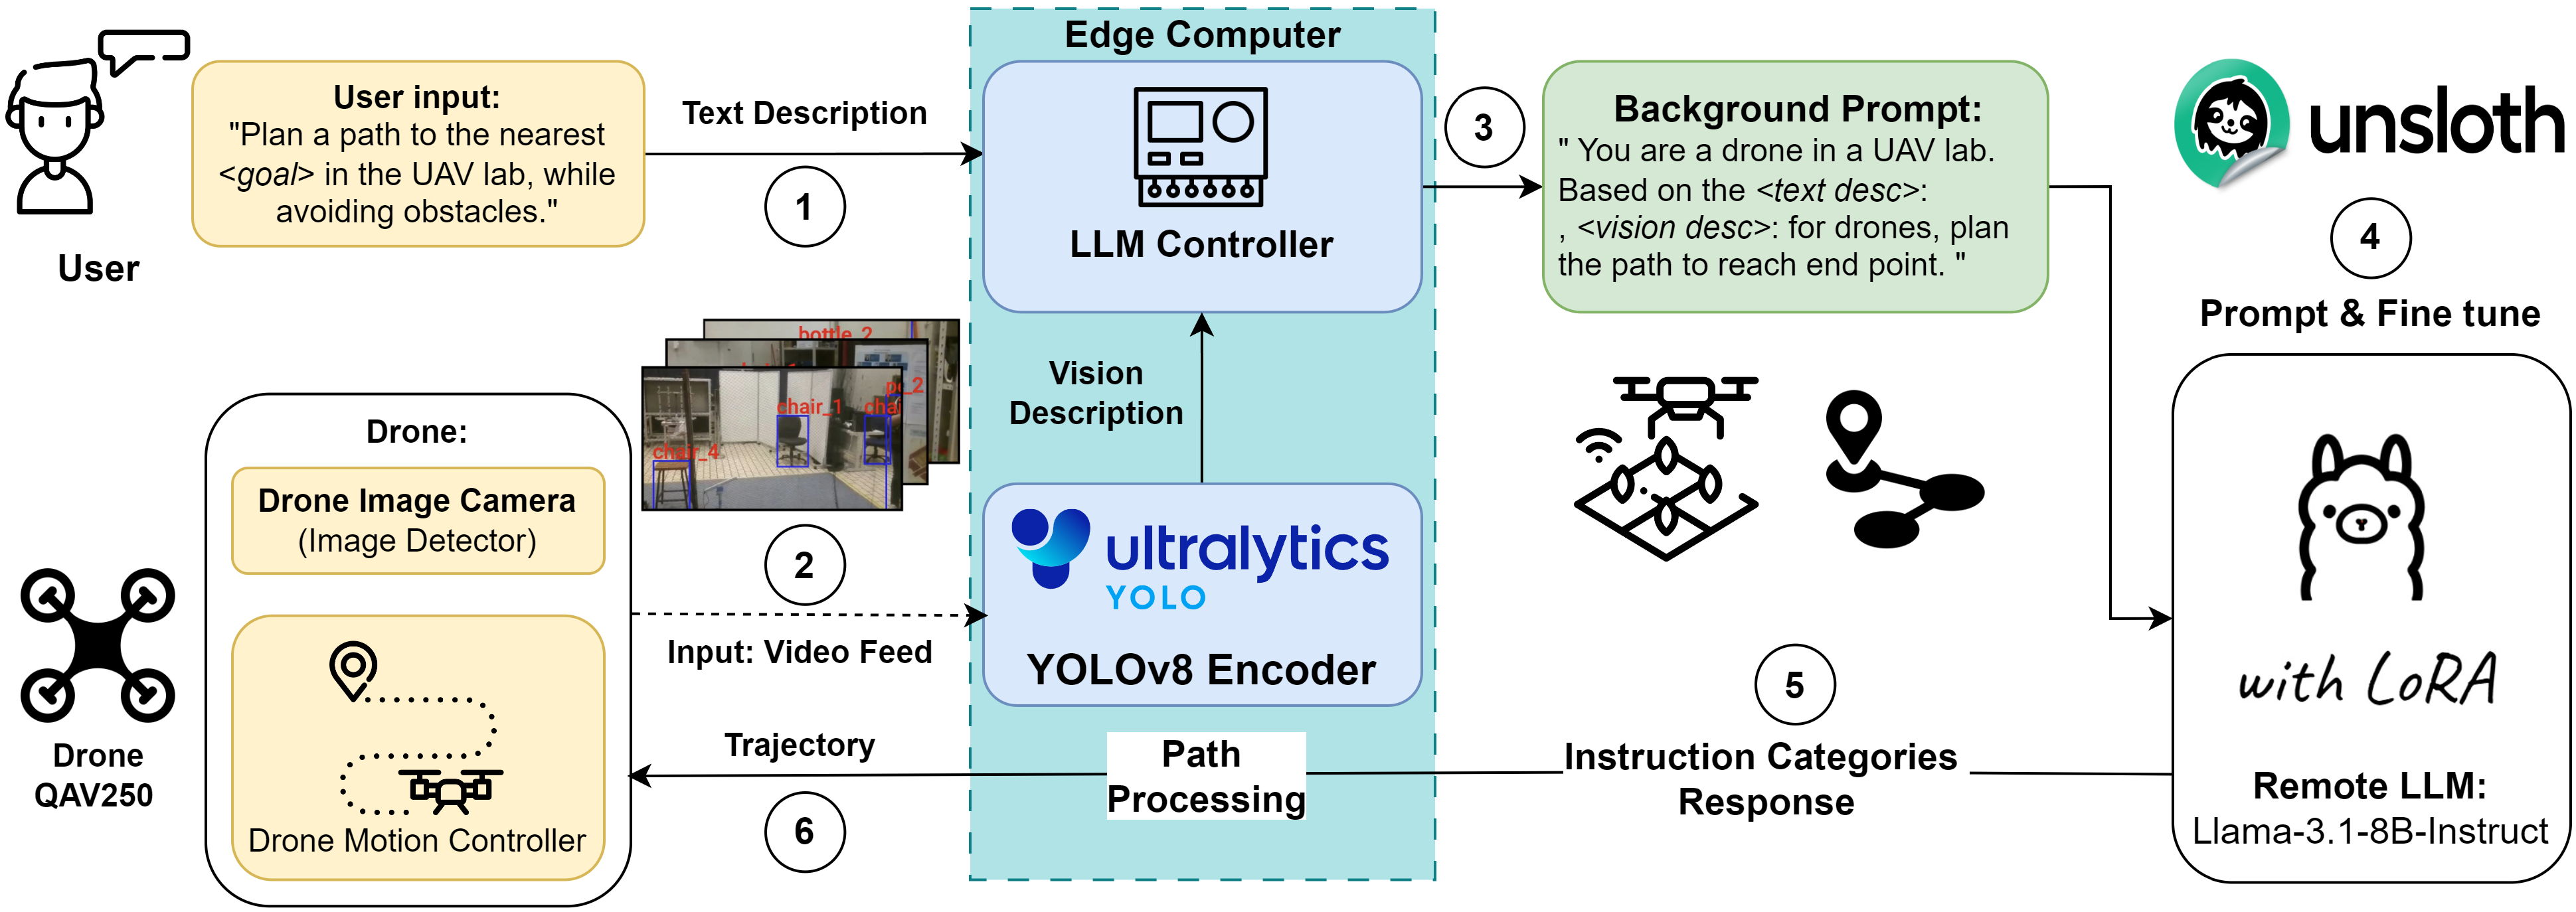 User input:
"Plan a path to the nearest
<goal> in the UAV lab, while
avoiding obstacles."
User
Text Description
1
Edge Computer
LLM Controller
3
Background Prompt:
" You are a drone in a UAV lab.
Based on the <text desc>:
, <vision desc>: for drones, plan
the path to reach end point. "
unsloth
4
Prompt & Fine tune
Drone:
Drone Image Camera
(Image Detector)
Drone Motion Controller
Drone
QAV250
bottle_2
chair_1
chair_4
2
Input: Video Feed
Vision
Description
ultralytics
YOLO
YOLOv8 Encoder
Trajectory
6
Path
Processing
5
Instruction Categories
Response
with LoRA
Remote LLM:
Llama-3.1-8B-Instruct